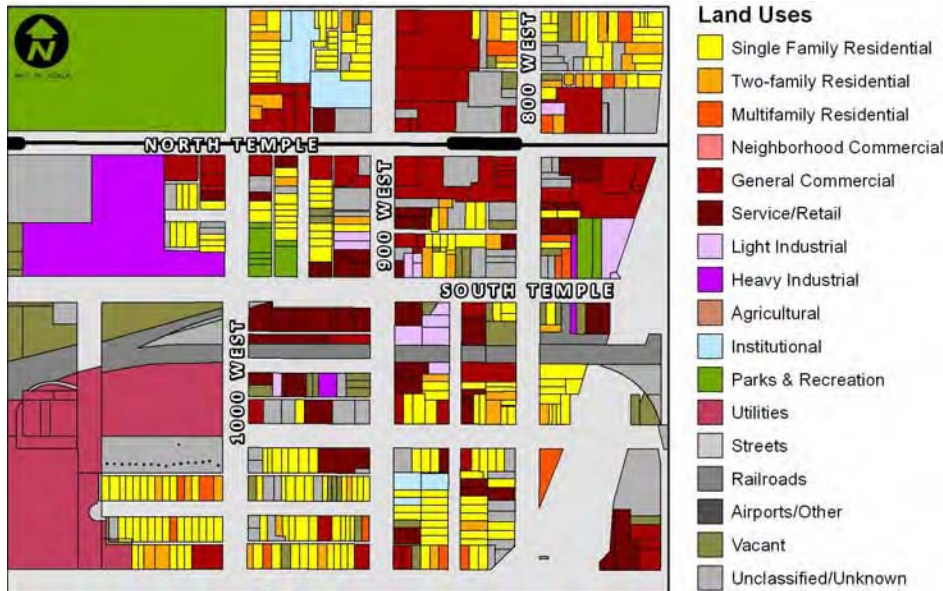 N
NOT TO SCALE
800 WEST
NORTH TEMPLE
900 WEST
SOUTH TEMPLE
1000 WEST
Land Uses
Single Family Residential
Two-family Residential
Multifamily Residential
Neighborhood Commercial
General Commercial
Service/Retail
Light Industrial
Heavy Industrial
Agricultural
Institutional
Parks & Recreation
Utilities
Streets
Railroads
Airports/Other
Vacant
Unclassified/Unknown